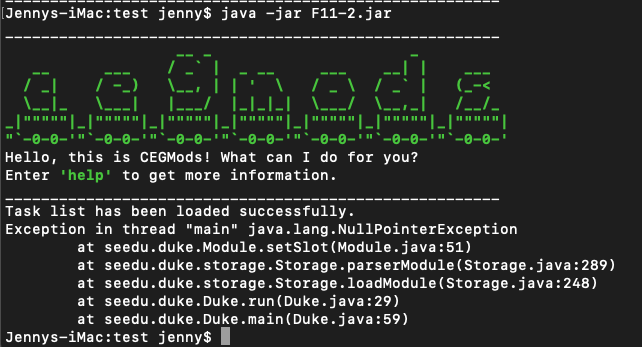 Jennys-iMac:test jenny$ java -jar F11-2.jar
Hello, this is CEGMods! What can I do for you?
Enter 'help' to get more information.
Task list has been loaded successfully.
Exception in thread "main" java.lang.NullPointerException
at seedu.duke.Module.setSlot(Module.java:51)
at seedu.duke.storage.Storage.parserModule(Storage.java:289)
at seedu.duke.storage.Storage.loadModule(Storage.java:248)
at seedu.duke.Duke.run(Duke.java:29)
at seedu.duke.Duke.main(Duke.java:59)
Jennys-iMac:test jenny$